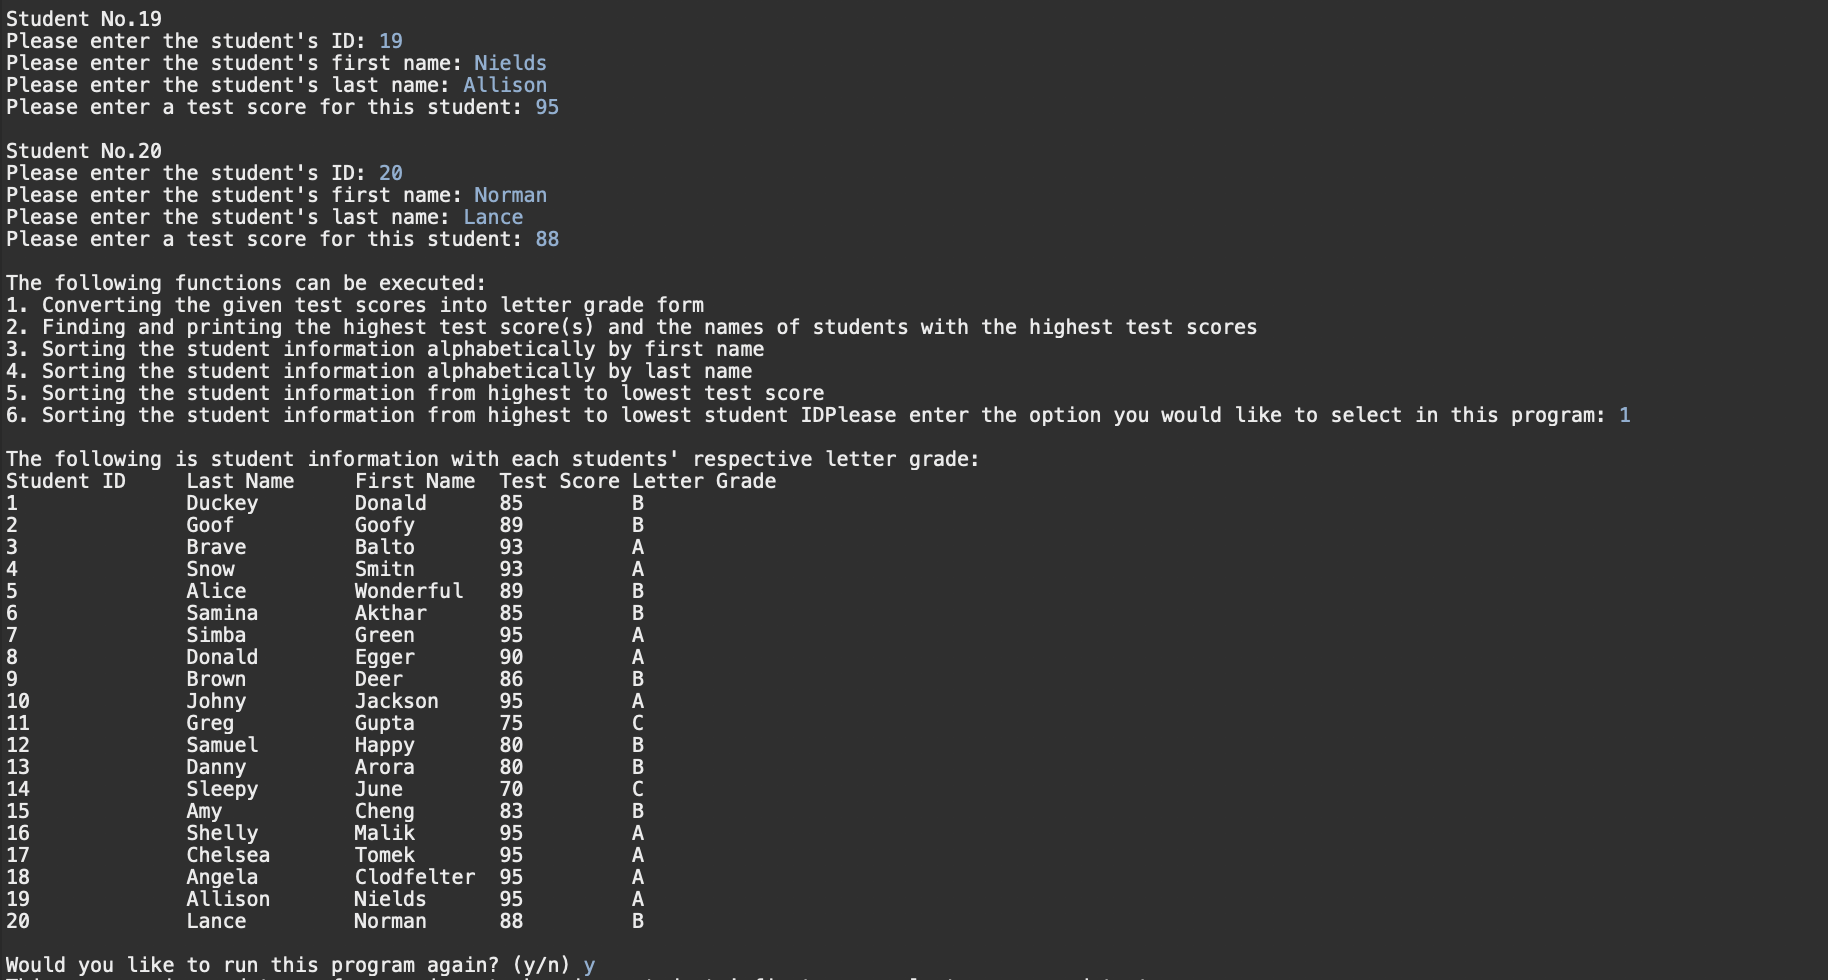 Student No.19
Please enter the student's ID: 19
Please enter the student's first name: Nields
Please enter the student's last name: Allison
Please enter a test score for this student: 95
Student No.20
Please enter the student's ID: 20
Please enter the student's first name: Norman
Please enter the student's last name: Lance
Please enter a test score for this student: 88
The following functions can be executed:
1. Converting the given test scores into letter grade form
2. Finding and printing the highest test score(s) and the names of students with the highest test scores
3. Sorting the student information alphabetically by first name
4. Sorting the student information alphabetically by last name
5. Sorting the student information from highest to lowest test score
6. Sorting the student information from highest to lowest student IDPlease enter the option you would like to select in this program: 1
The following is student information with each students' respective letter grade:
Student ID Last Name First Name Test Score Letter Grade
1 Duckey Donald 85 B
2 Goof Goofy 89 B
3 Brave Balto 93 A
4 Snow Smitn 93 A
5 Alice Wonderful 89 B
6 Samina Akthar 85 B
7 Simba Green 95 A
8 Donald Egger 90 A
9 Brown Deer 86 B
10 Johny Jackson 95 A
11 Greg Gupta 75 C
12 Samuel Happy 80 B
13 Danny Arora 80 B
14 Sleepy June 70 C
15 Amy Cheng 83 B
16 Shelly Malik 95 A
17 Chelsea Tomek 95 A
18 Angela Clodfelter 95 A
19 Allison Nields 95 A
20 Lance Norman 88 B
Would you like to run this program again? (y/n) y